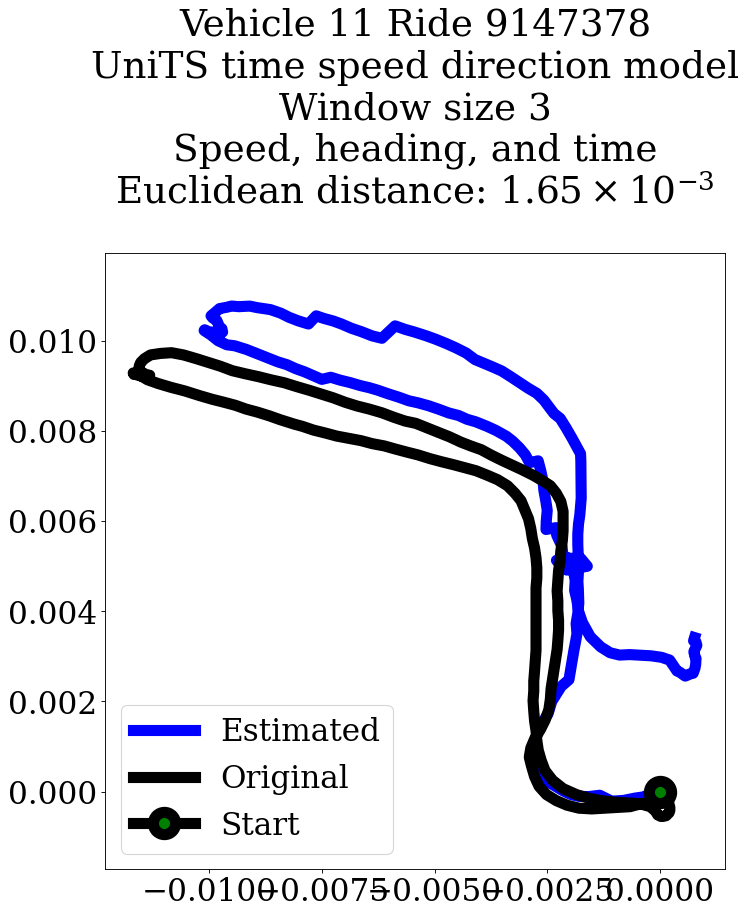 Vehicle 11 Ride 9147378
UniTS time speed direction model
Window size 3
Speed, heading, and time
Euclidean distance: 1.65 × 10⁻³
0.010
0.008
0.006
0.004
0.002
0.000
Estimated
Original
Start
−0.0100 −0.0075 −0.0050 −0.0025 0.0000